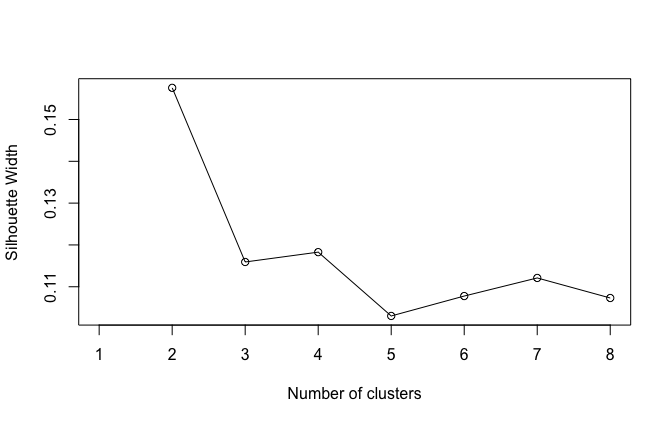 Silhouette Width
0.15
0.13
0.11
1 2 3 4 5 6 7 8
Number of clusters